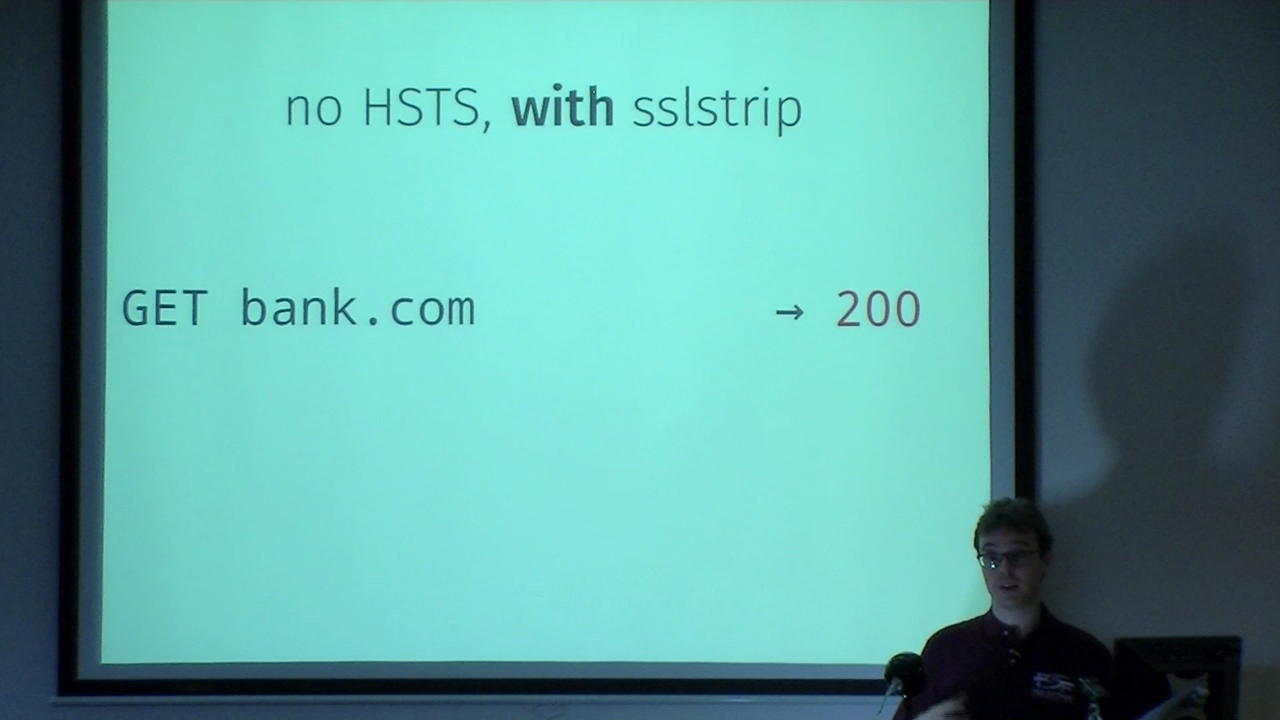 no HSTS, with sslstrip
GET bank.com → 200